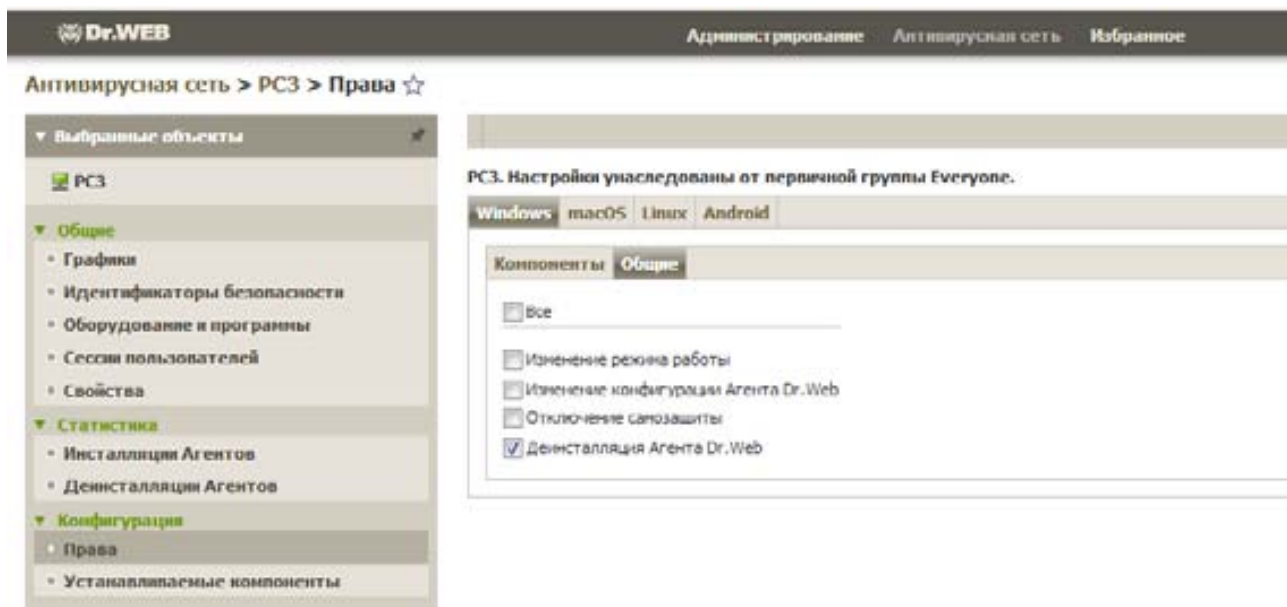 Dr.WEB
Администрирование Антивирусная сеть Избранное
Антивирусная сеть > PC3 > Права
Выбранные объекты
PC3
Общие
Графики
Идентификаторы безопасности
Оборудование и программы
Сессии пользователей
Свойства
Статистика
Инсталляции Агентов
Деинсталляции Агентов
Конфигурация
Права
Устанавливаемые компоненты
PC3. Настройки унаследованы от первичной группы Everyone.
Windows macOS Linux Android
Компоненты Общие
Все
Изменение режима работы
Изменение конфигурации Агента Dr.Web
Отключение самозащиты
Деинсталляция Агента Dr.Web